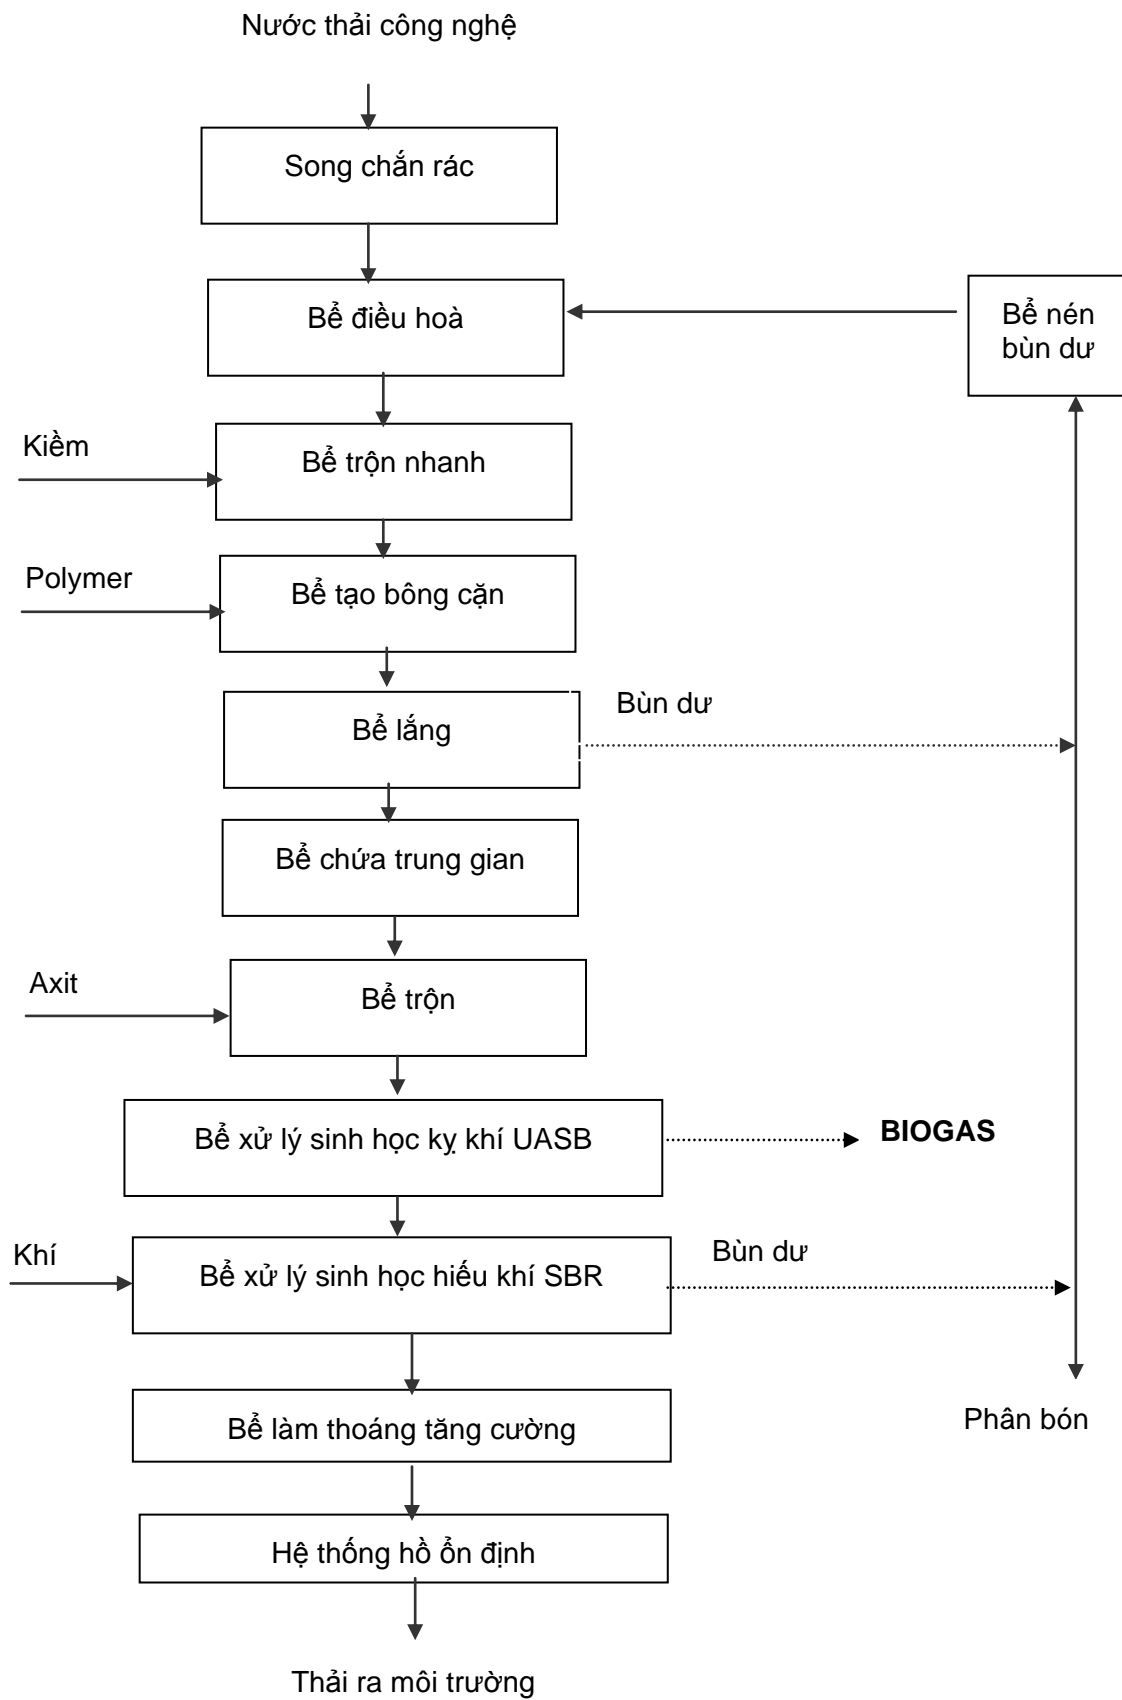 Nước thải công nghệ
Song chắn rác
Bể điều hoà
Bể nén
bùn dư
Kiềm
Bể trộn nhanh
Polymer
Bể tạo bông cặn
Bể lắng
Bùn dư
Bể chứa trung gian
Axit
Bể trộn
Bể xử lý sinh học kỵ khí UASB
BIOGAS
Khí
Bể xử lý sinh học hiếu khí SBR
Bùn dư
Bể làm thoáng tăng cường
Phân bón
Hệ thống hồ ổn định
Thải ra môi trường